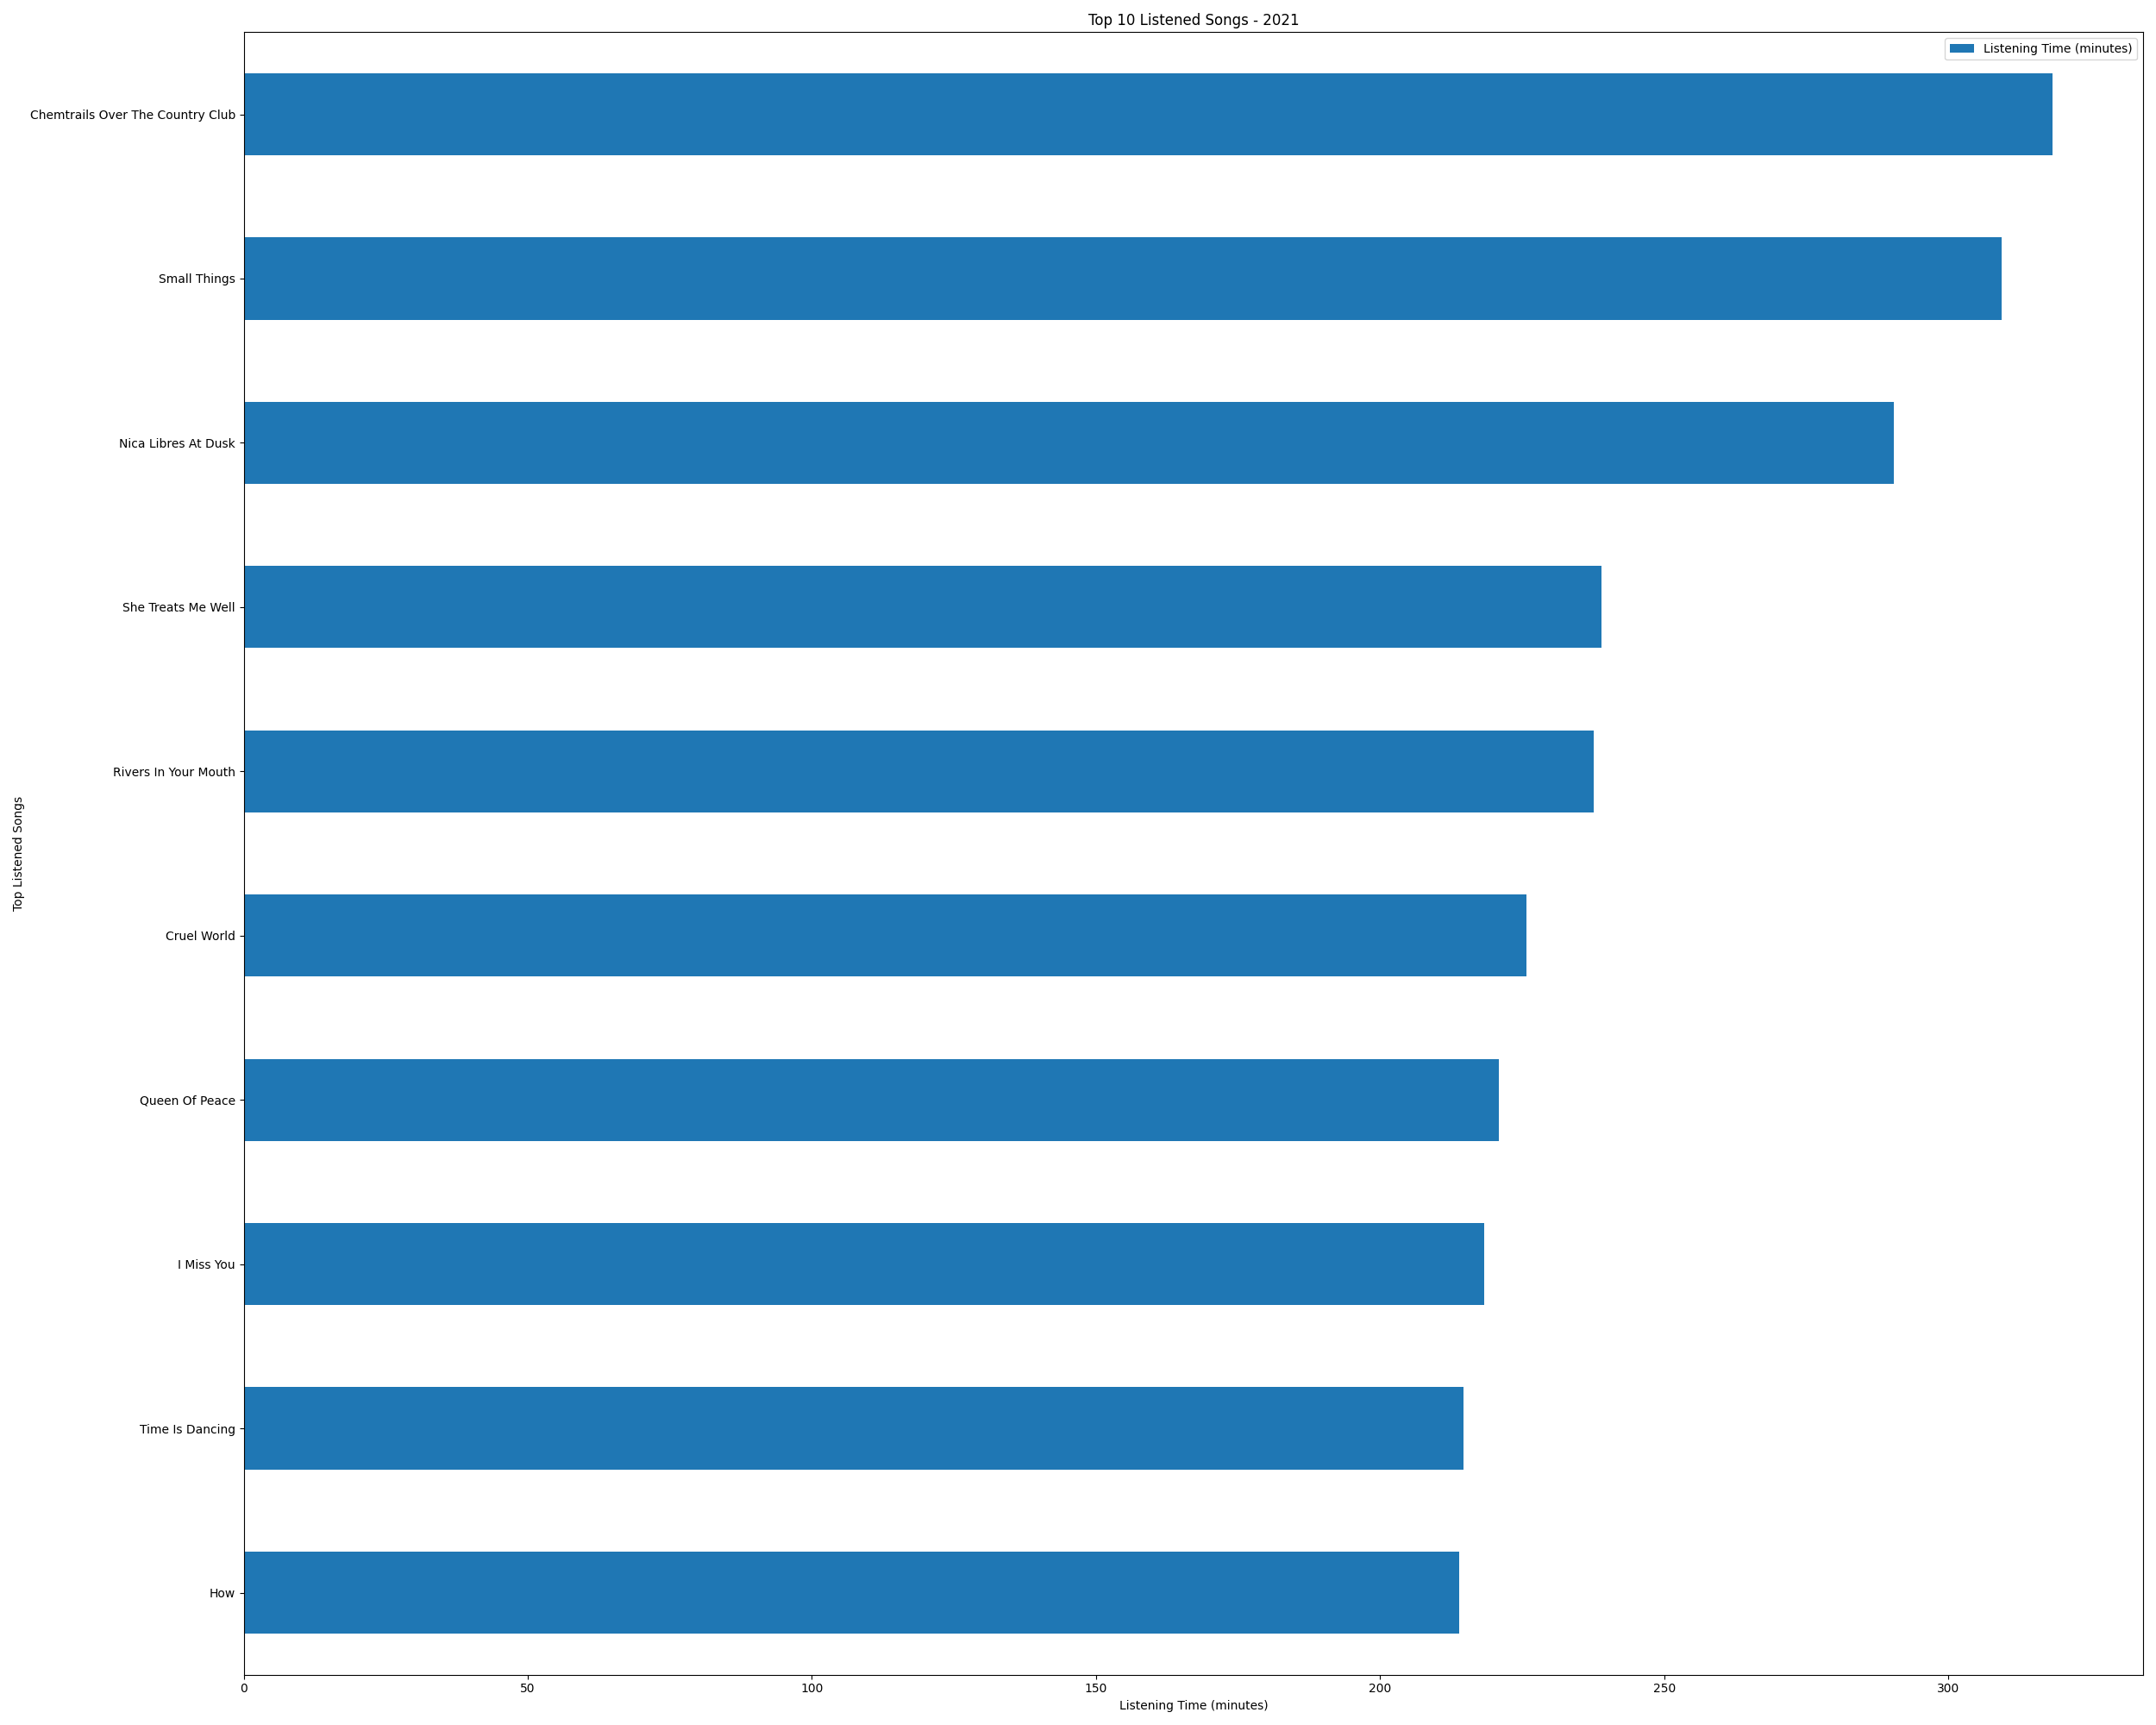 Top 10 Listened Songs - 2021
Listening Time (minutes)
Chemtrails Over The Country Club
Small Things
Nica Libres At Dusk
She Treats Me Well
Rivers In Your Mouth
Cruel World
Queen Of Peace
I Miss You
Time Is Dancing
How
Top Listened Songs
0 50 100 150 200 250 300
Listening Time (minutes)